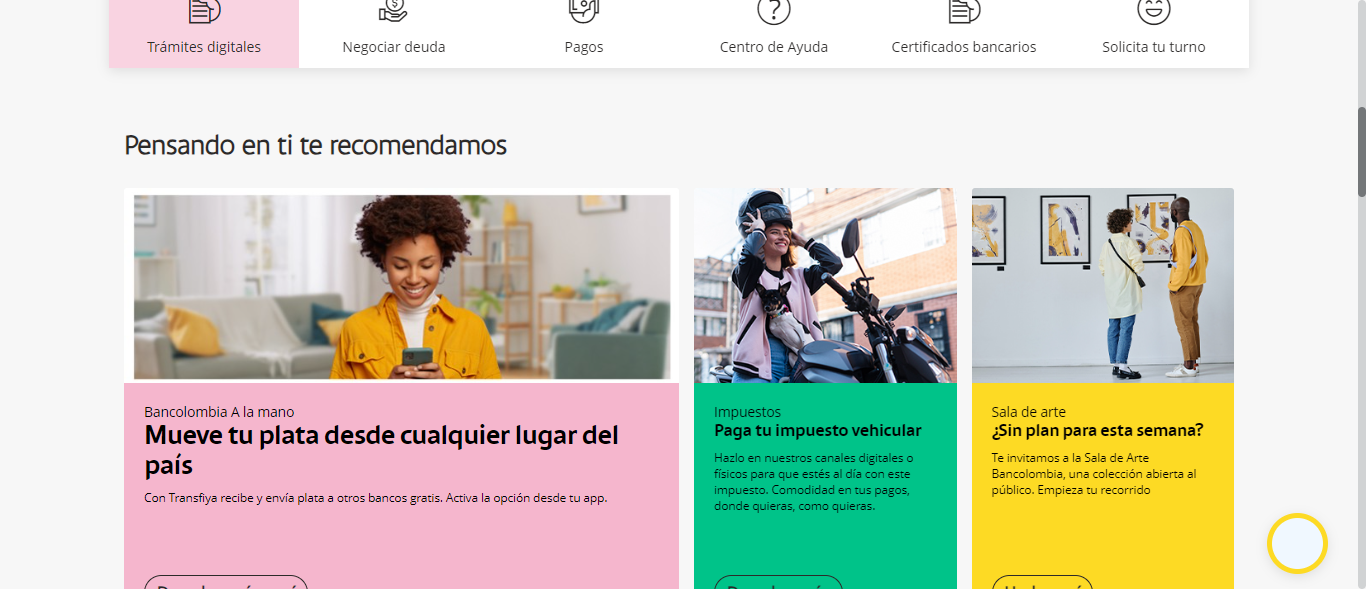 Trámites digitales
Negociar deuda
Pagos
Centro de Ayuda
Certificados bancarios
Solicita tu turno
Pensando en ti te recomendamos
Bancolombia A la mano
Mueve tu plata desde cualquier lugar del
país
Con Transfiya recibe y envía plata a otros bancos gratis. Activa la opción desde tu app.
Impuestos
Paga tu impuesto vehicular
Hazlo en nuestros canales digitales o
físicos para que estés al día con este
impuesto. Comodidad en tus pagos,
donde quieras, como quieras.
Sala de arte
¿Sin plan para esta semana?
Te invitamos a la Sala de Arte
Bancolombia, una colección abierta al
público. Empieza tu recorrido